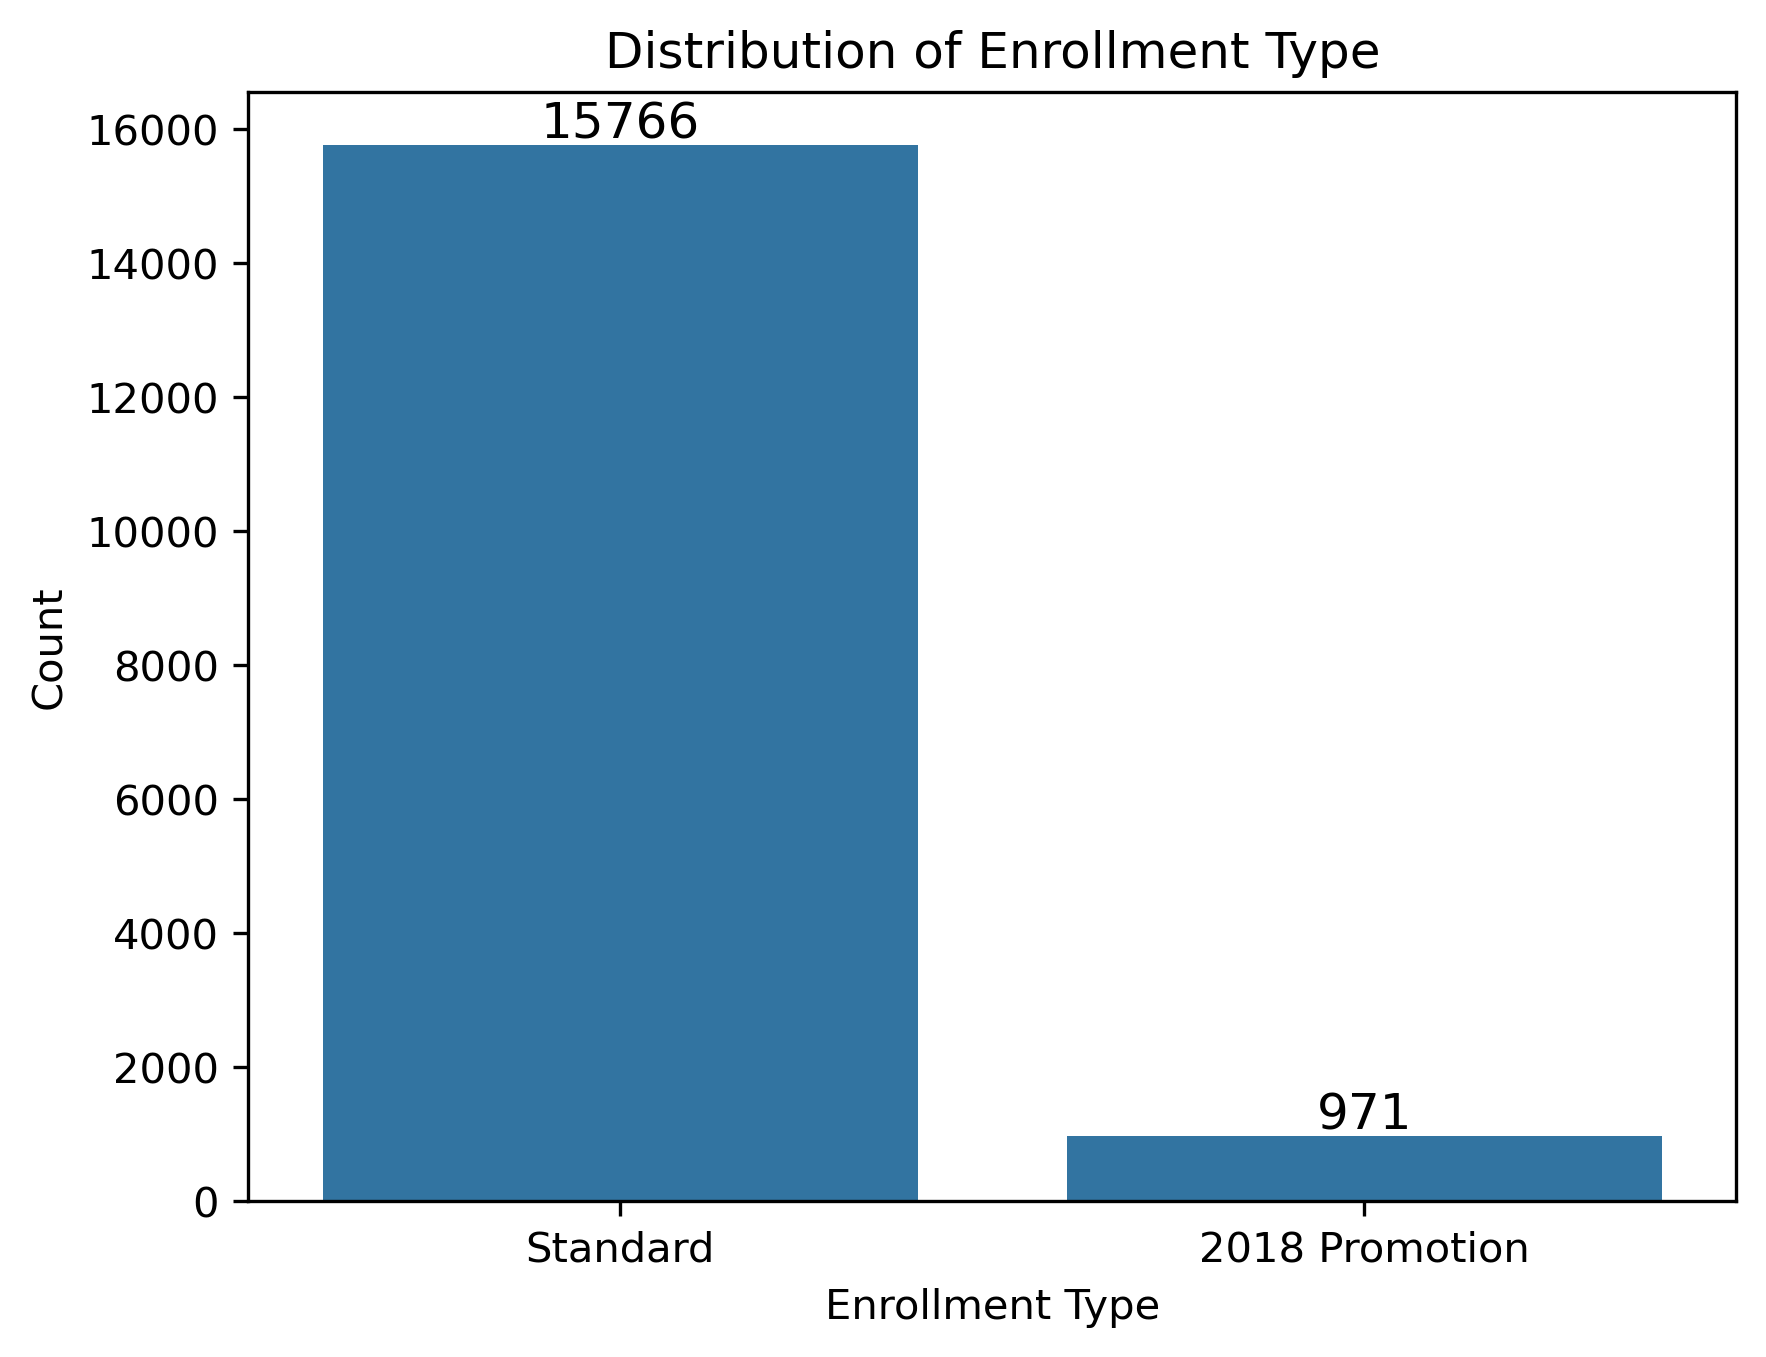 Distribution of Enrollment Type
15766
16000
14000
12000
10000
8000
6000
4000
2000
0
Count
971
Standard
2018 Promotion
Enrollment Type